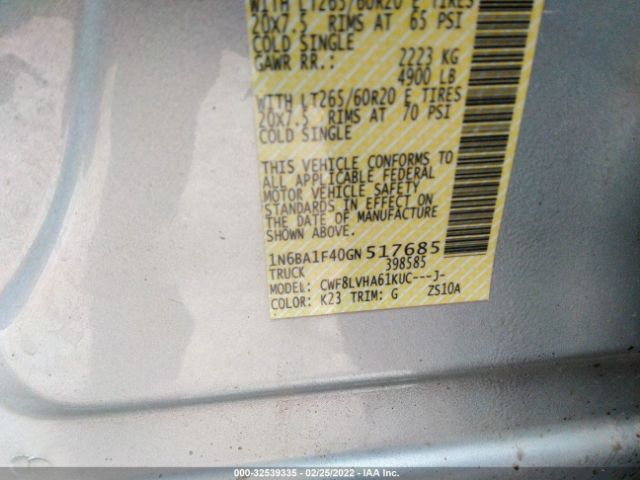 WITH LT265/60R20 E TIRES
20X7.5 RIMS AT 65 PSI
COLD SINGLE
GAWR RR.: 2223 KG
4900 LB
WITH LT265/60R20 E TIRES
20X7.5 RIMS AT 70 PSI
COLD SINGLE
THIS VEHICLE CONFORMS TO
ALL APPLICABLE FEDERAL
MOTOR VEHICLE SAFETY
STANDARDS IN EFFECT ON
THE DATE OF MANUFACTURE
SHOWN ABOVE.
1N6BA1F40GN517685
TRUCK 398585
MODEL: CWF8LVHA61KUC---J-
COLOR: K23 TRIM: G ZS10A
000-32539335 - 02/25/2022 - IAA Inc.